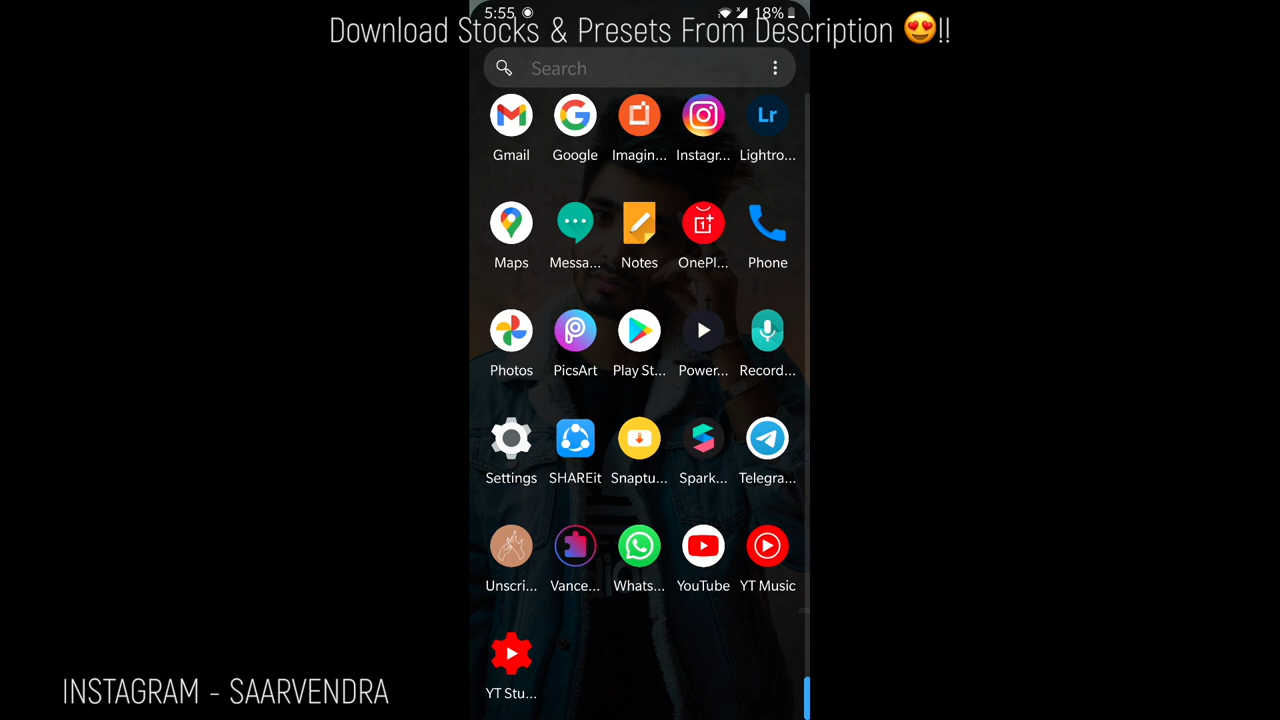 5:55 18%
Download Stocks & Presets From Description 😍!!
Search
Gmail Google Imagin... Instagr... Lightro...
Lr
Maps Messa... Notes OnePl... Phone
Photos PicsArt Play St... Power... Record...
Settings SHAREit Snaptu... Spark... Telegra...
Unscri... Vance... Whats... YouTube YT Music
YT Stu...
INSTAGRAM - SAARVENDRA